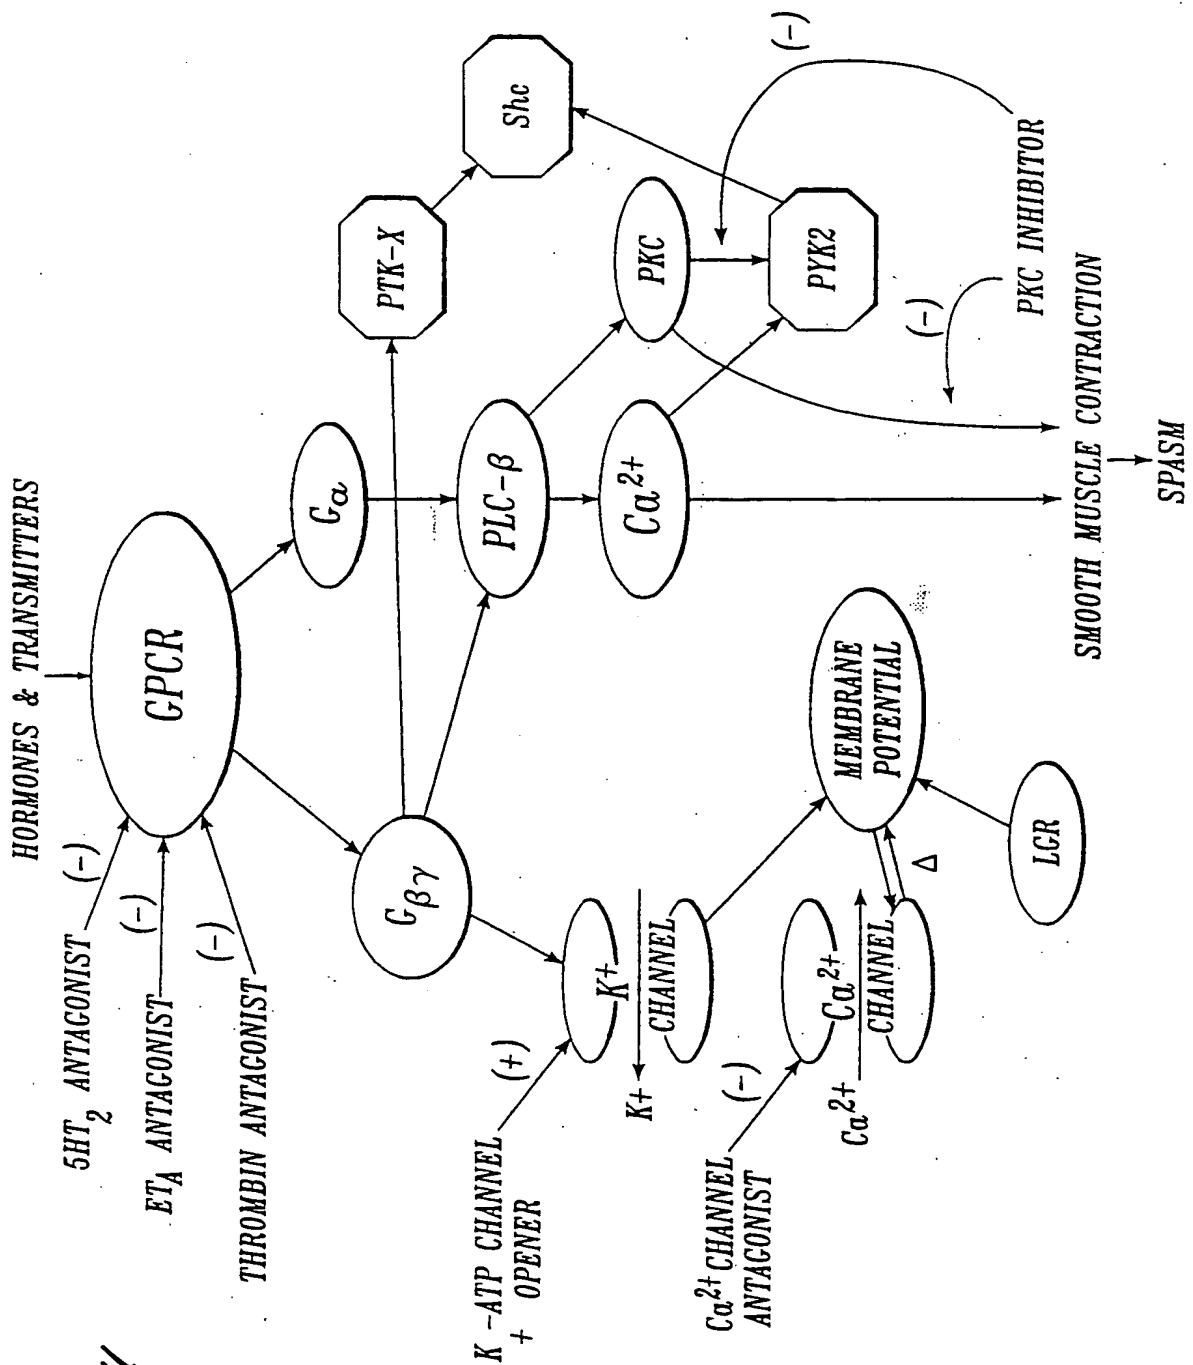 HORMONES & TRANSMITTERS
5HT2 ANTAGONIST
(-)
ETA ANTAGONIST
(-)
THROMBIN ANTAGONIST
(-)
GPCR
Gα
Gβγ
PTK-X
Shc
PLC-β
PKC
Ca2+
PYK2
(-)
(-)
PKC INHIBITOR
K -ATP CHANNEL
+ OPENER
(+)
K+
CHANNEL
K+
Ca2+CHANNEL
ANTAGONIST
(-)
Ca2+
CHANNEL
Ca2+
Δ
MEMBRANE
POTENTIAL
LGR
SMOOTH MUSCLE CONTRACTION
SPASM